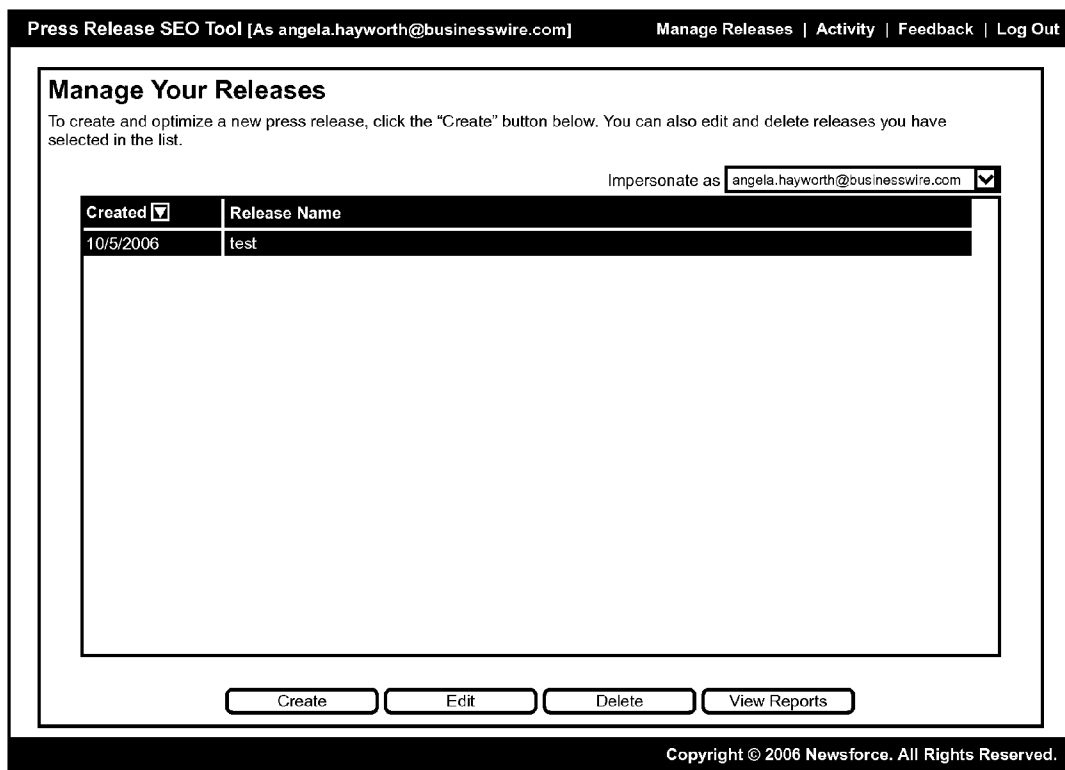 Press Release SEO Tool [As angela.hayworth@businesswire.com] Manage Releases | Activity | Feedback | Log Out
Manage Your Releases
To create and optimize a new press release, click the “Create” button below. You can also edit and delete releases you have
selected in the list.
Impersonate as angela.hayworth@businesswire.com
Created Release Name
10/5/2006 test
Create Edit Delete View Reports
Copyright © 2006 Newsforce. All Rights Reserved.